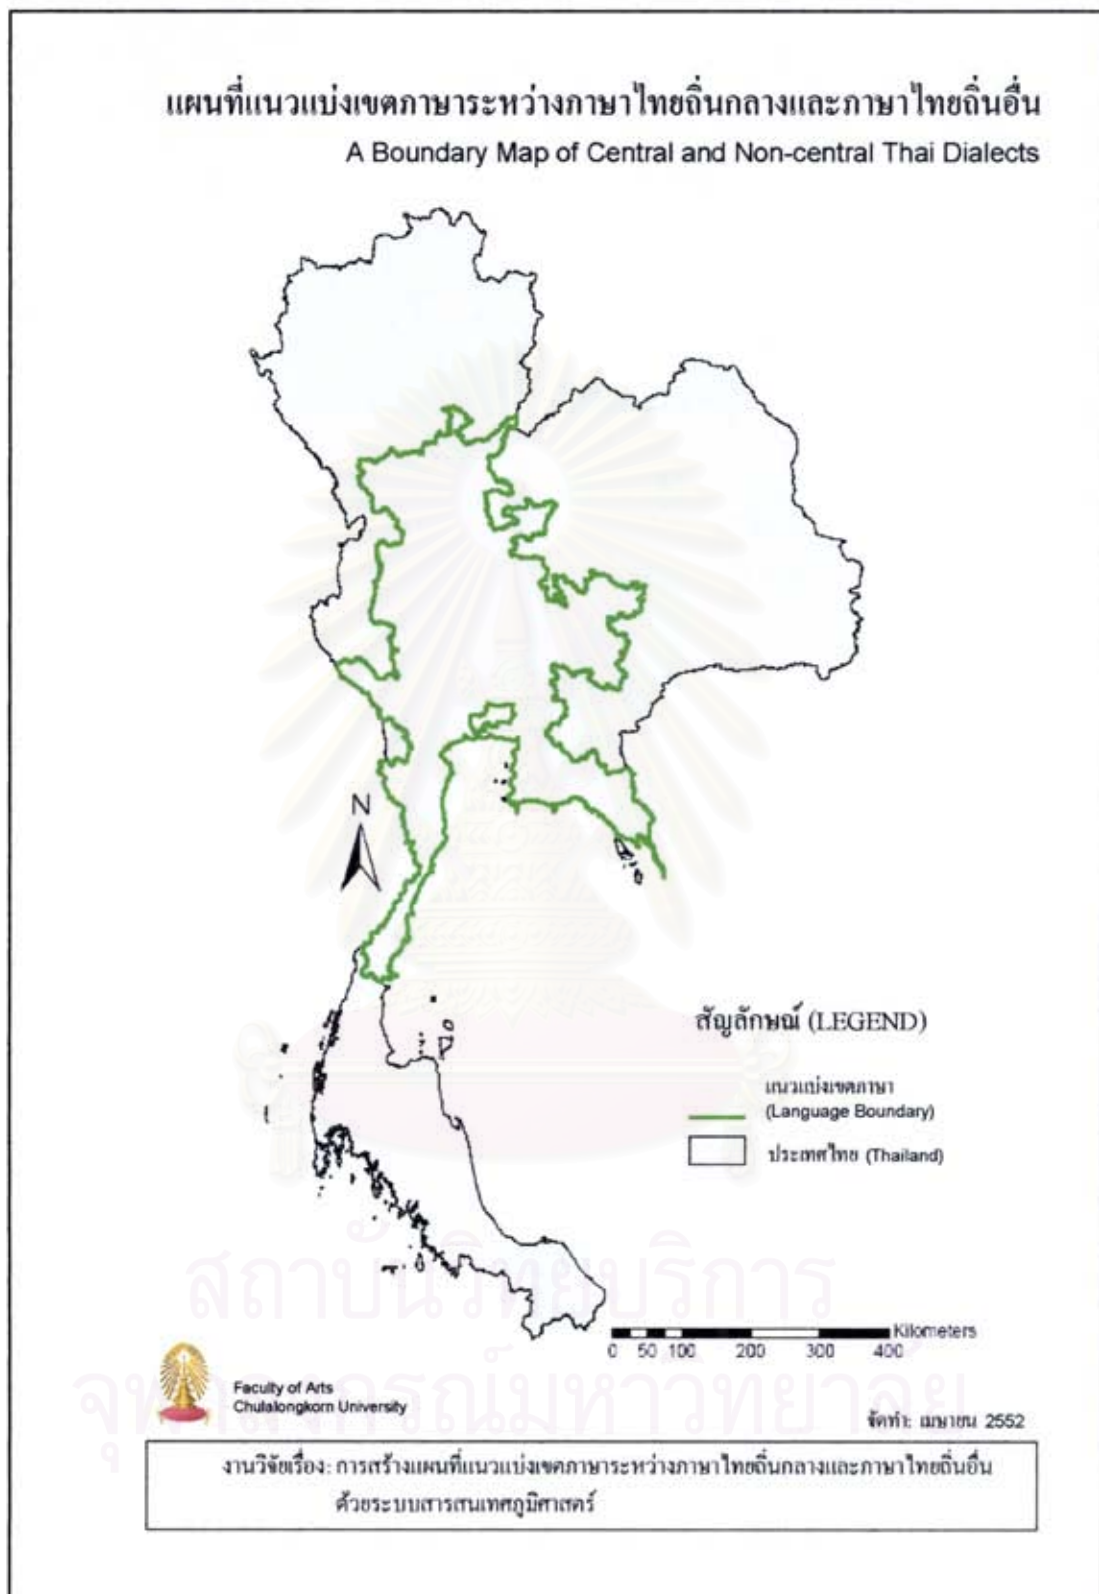 แผนที่แนวแบ่งเขตภาษาระหว่างภาษาไทยถิ่นกลางและภาษาไทยถิ่นอื่น
A Boundary Map of Central and Non-central Thai Dialects
N
สัญลักษณ์ (LEGEND)
แนวแบ่งเขตภาษา
(Language Boundary)
ประเทศไทย (Thailand)
สถาบันวิทยบริการ
Kilometers
0 50 100 200 300 400
จุฬาลงกรณ์มหาวิทยาลัย
Faculty of Arts
Chulalongkorn University
จัดทำ: เมษายน 2552
งานวิจัยเรื่อง: การสร้างแผนที่แนวแบ่งเขตภาษาระหว่างภาษาไทยถิ่นกลางและภาษาไทยถิ่นอื่น
ด้วยระบบสารสนเทศภูมิศาสตร์